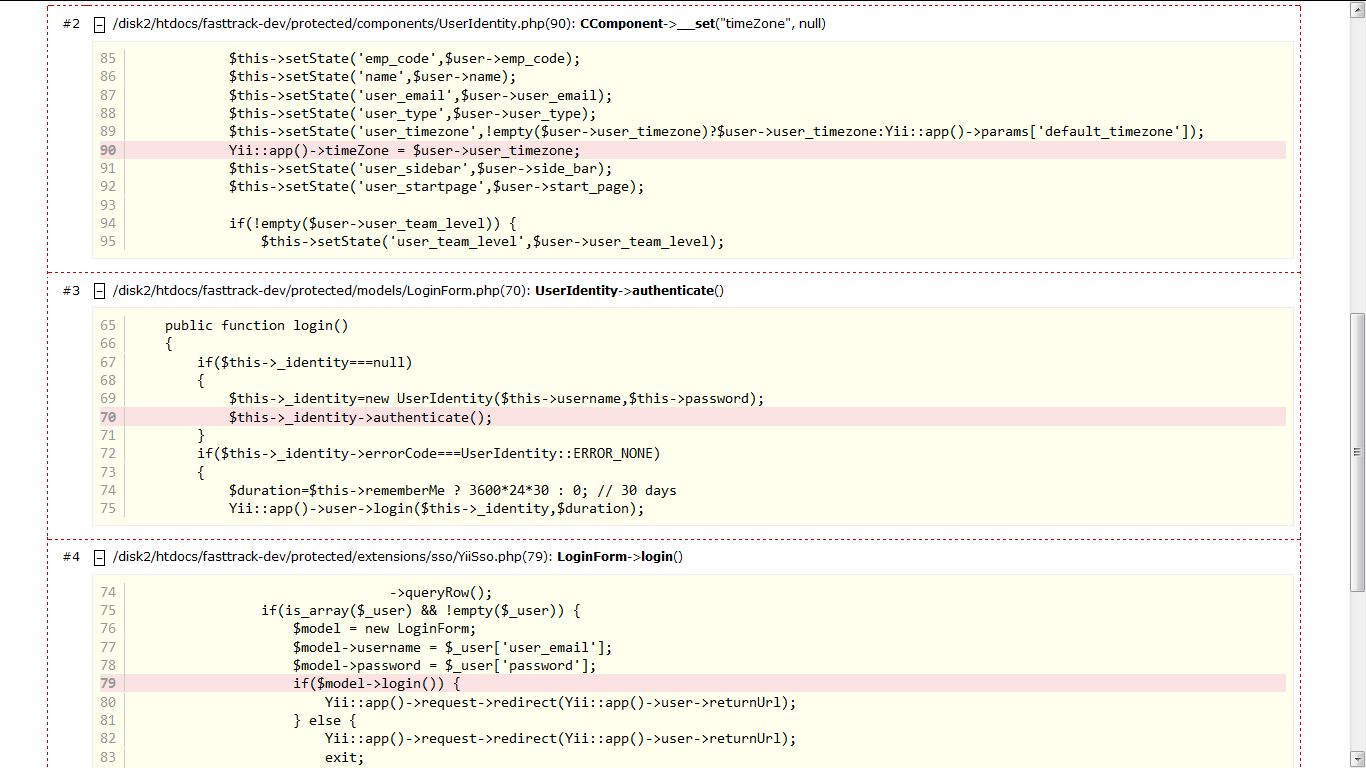 #2 − /disk2/htdocs/fasttrack-dev/protected/components/UserIdentity.php(90): CComponent->__set("timeZone", null)
85 $this->setState('emp_code',$user->emp_code);
86 $this->setState('name',$user->name);
87 $this->setState('user_email',$user->user_email);
88 $this->setState('user_type',$user->user_type);
89 $this->setState('user_timezone',!empty($user->user_timezone)?$user->user_timezone:Yii::app()->params['default_timezone']);
90 Yii::app()->timeZone = $user->user_timezone;
91 $this->setState('user_sidebar',$user->side_bar);
92 $this->setState('user_startpage',$user->start_page);
93
94 if(!empty($user->user_team_level)) {
95 $this->setState('user_team_level',$user->user_team_level);
#3 − /disk2/htdocs/fasttrack-dev/protected/models/LoginForm.php(70): UserIdentity->authenticate()
65 public function login()
66 {
67 if($this->_identity===null)
68 {
69 $this->_identity=new UserIdentity($this->username,$this->password);
70 $this->_identity->authenticate();
71 }
72 if($this->_identity->errorCode===UserIdentity::ERROR_NONE)
73 {
74 $duration=$this->rememberMe ? 3600*24*30 : 0; // 30 days
75 Yii::app()->user->login($this->_identity,$duration);
#4 − /disk2/htdocs/fasttrack-dev/protected/extensions/sso/YiiSso.php(79): LoginForm->login()
74 ->queryRow();
75 if(is_array($_user) && !empty($_user)) {
76 $model = new LoginForm;
77 $model->username = $_user['user_email'];
78 $model->password = $_user['password'];
79 if($model->login()) {
80 Yii::app()->request->redirect(Yii::app()->user->returnUrl);
81 } else {
82 Yii::app()->request->redirect(Yii::app()->user->returnUrl);
83 exit;